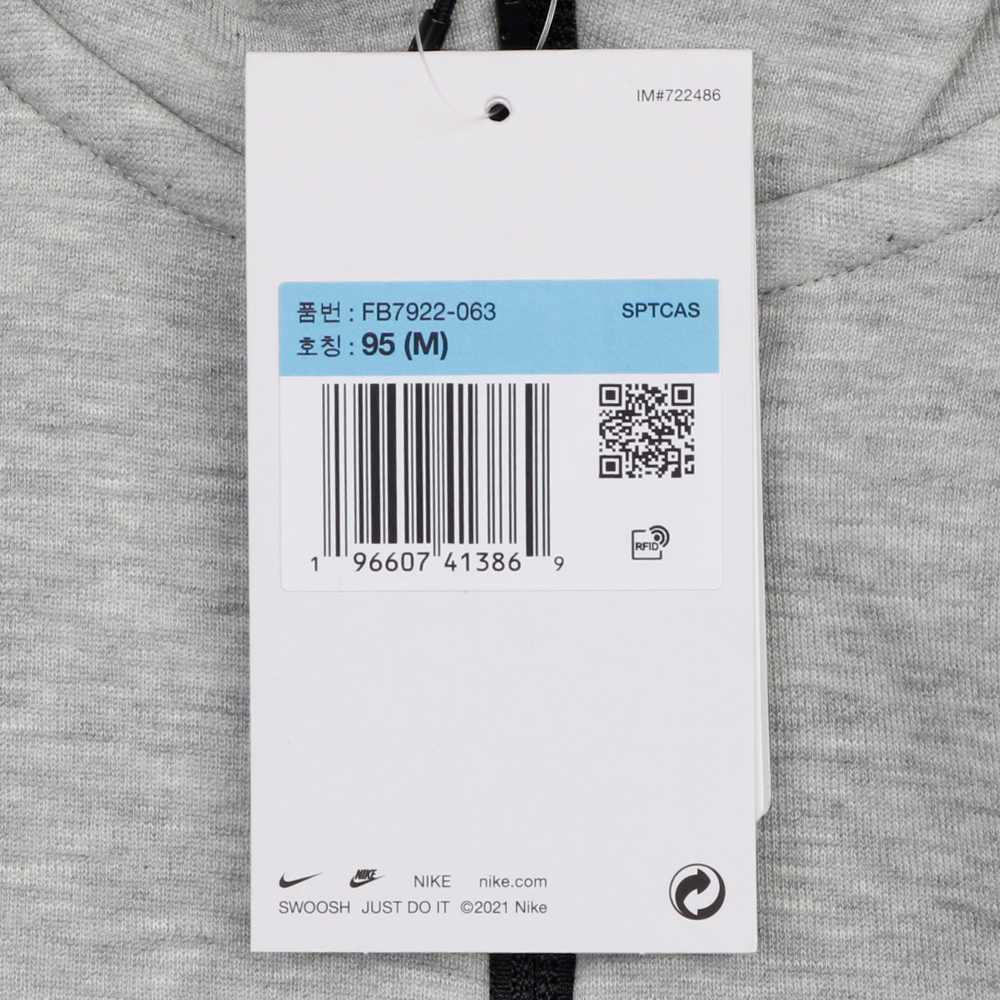 IM#722486
품번 : FB7922-063 SPTCAS
호칭 : 95 (M)
1 96607 41386 9
RFID
NIKE NIKE nike.com
SWOOSH JUST DO IT ©2021 Nike